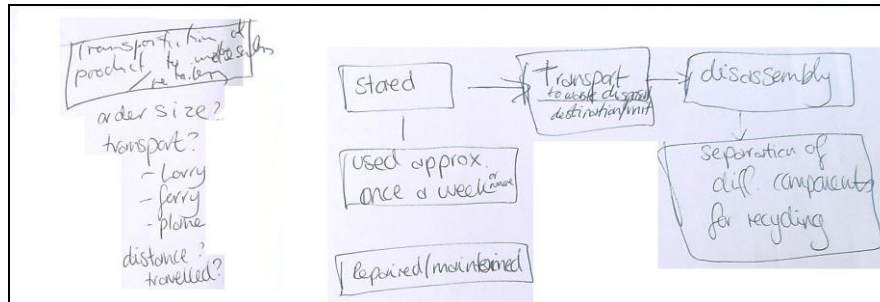 Transportation of
product to
retailers
order size?
transport?
- Lorry
- ferry
- plane
distance?
travelled?
stored
used approx.
once a week or more
Repaired/maintained
Transport
to waste disposal
destination/unit
disassembly
separation of
diff. components
for recycling